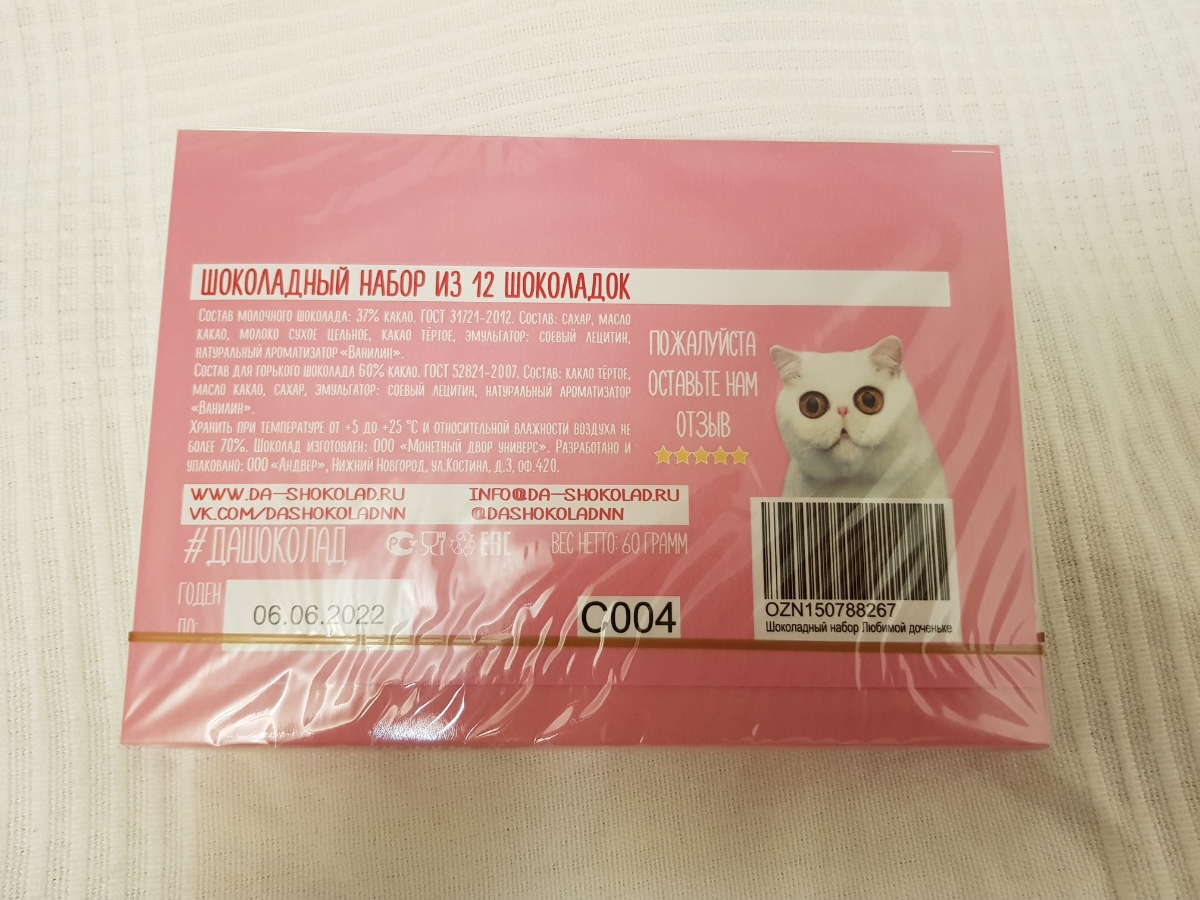 ШОКОЛАДНЫЙ НАБОР ИЗ 12 ШОКОЛАДОК
Состав молочного шоколада: 37% какао. ГОСТ 31721-2012. Состав: сахар, масло
какао, молоко сухое цельное, какао тёртое, эмульгатор: соевый лецитин,
натуральный ароматизатор «Ванилин».
Состав для горького шоколада 60% какао. ГОСТ 52821-2007. Состав: какао тёртое,
масло какао, сахар, эмульгатор: соевый лецитин, натуральный ароматизатор
«Ванилин».
Хранить при температуре от +5 до +25 °C и относительной влажности воздуха не
более 70%. Шоколад изготовлен: ООО «Монетный двор универс». Разработано и
упаковано: ООО «Андвер», Нижний Новгород, ул.Костина, д.3, оф.420.
ПОЖАЛУЙСТА
ОСТАВЬТЕ НАМ
ОТЗЫВ
WWW.DA-SHOKOLAD.RU INFO@DA-SHOKOLAD.RU
VK.COM/DASHOKOLADNN @DASHOKOLADNN
#ДАШОКОЛАД РСТ EAC ВЕС НЕТТО: 60 ГРАММ
ГОДЕН
ПО:
06.06.2022
C004
OZN150788267
Шоколадный набор Любимой доченьке